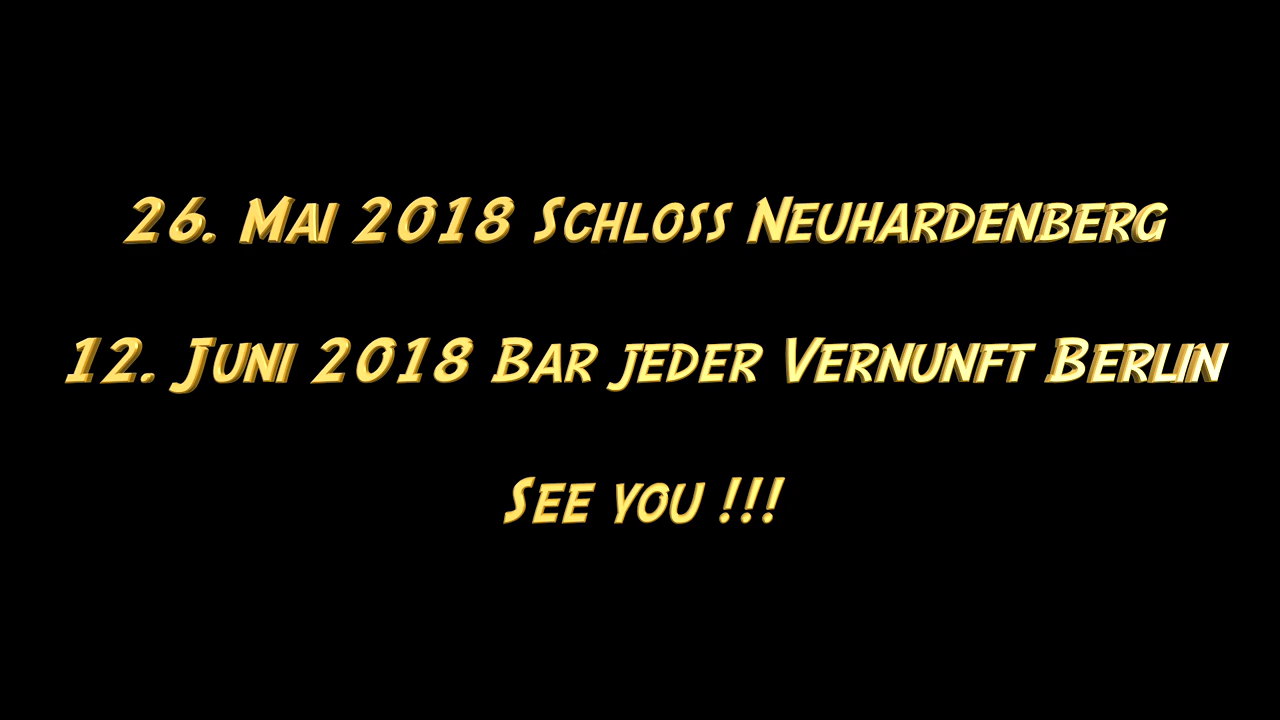 26. Mai 2018 Schloss Neuhardenberg
12. Juni 2018 Bar jeder Vernunft Berlin
See you !!!